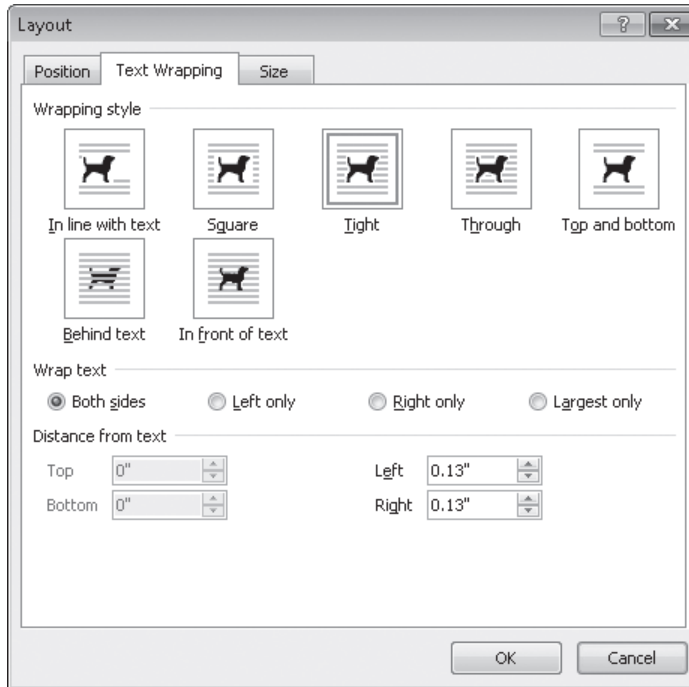 Layout
Position Text Wrapping Size
Wrapping style
In line with text Square Tight Through Top and bottom
Behind text In front of text
Wrap text
Both sides Left only Right only Largest only
Distance from text
Top 0" Left 0.13"
Bottom 0" Right 0.13"
OK Cancel